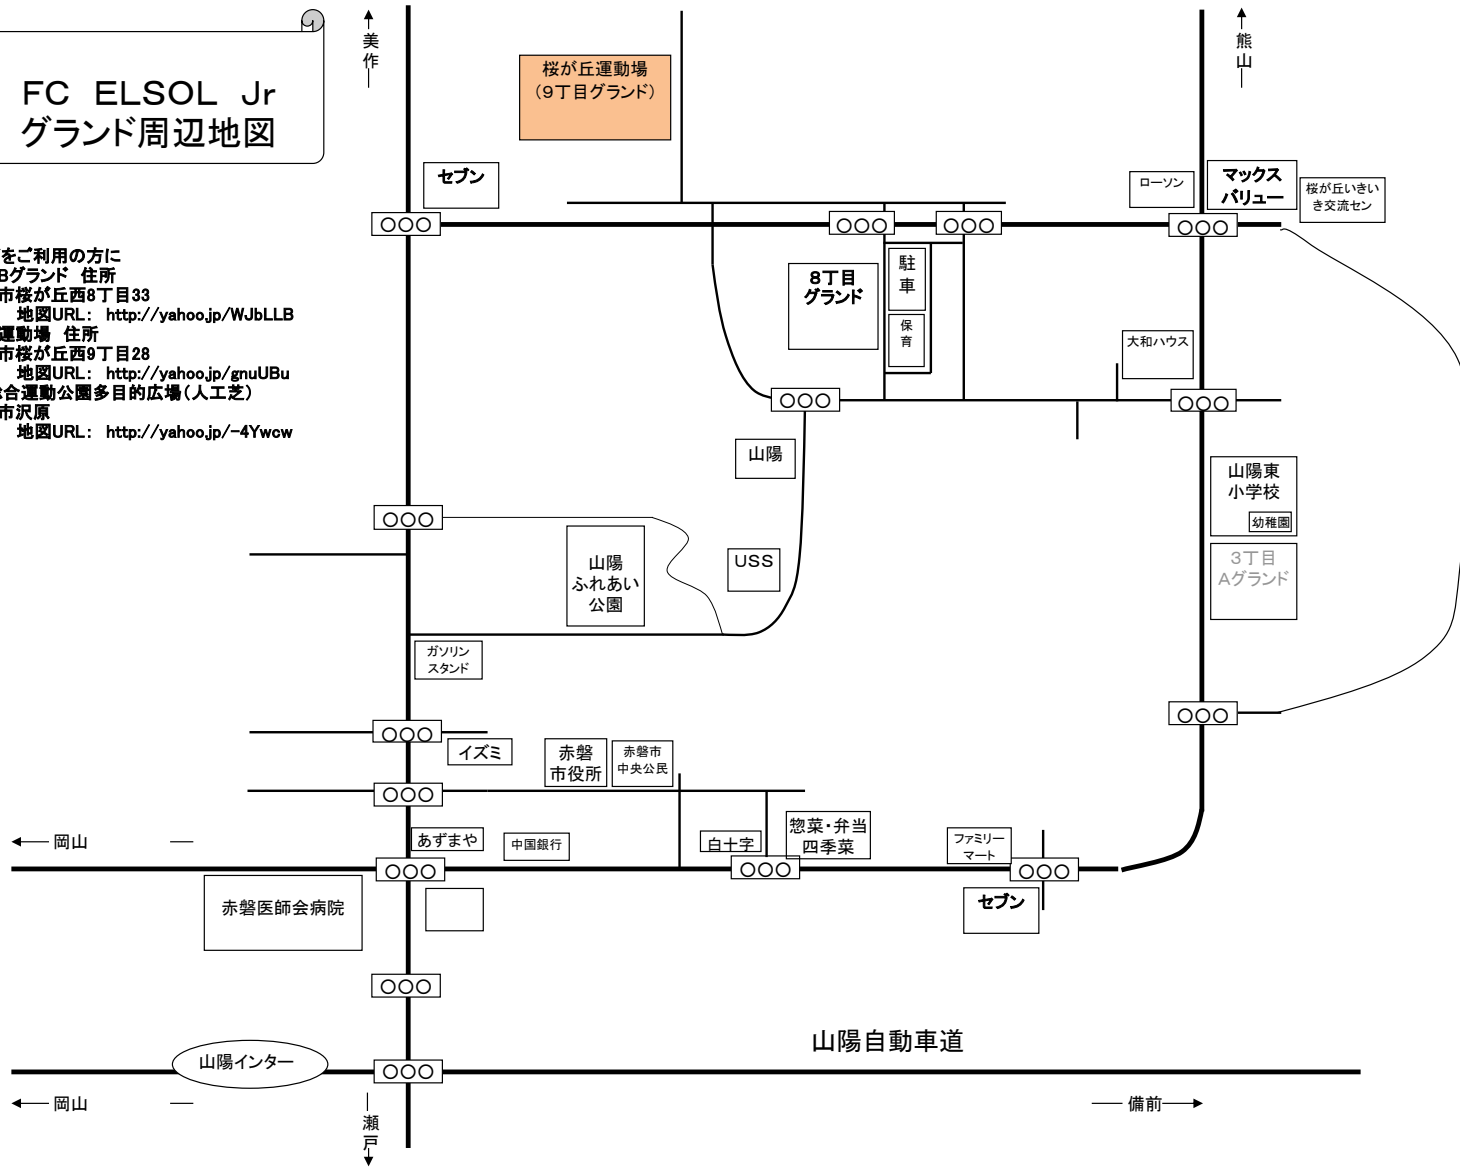 FC ELSOL Jr
グランド周辺地図
美作
熊山
桜が丘運動場
(9丁目グランド)
セブン
ローソン
マックス
バリュー
桜が丘いきい
き交流セン
をご利用の方に
Bグランド 住所
市桜が丘西8丁目33
地図URL: http://yahoo.jp/WJbLLB
運動場 住所
市桜が丘西9丁目28
地図URL: http://yahoo.jp/gnuUBu
総合運動公園多目的広場(人工芝)
市沢原
地図URL: http://yahoo.jp/-4Ywcw
8丁目
グランド
駐車
保育
大和ハウス
山陽
山陽東
小学校
幼稚園
3丁目
Aグランド
山陽
ふれあい
公園
USS
ガソリン
スタンド
イズミ
赤磐
市役所
赤磐市
中央公民
岡山
あずまや
中国銀行
白十字
惣菜・弁当
四季菜
ファミリー
マート
赤磐医師会病院
セブン
山陽自動車道
山陽インター
岡山
瀬戸
備前